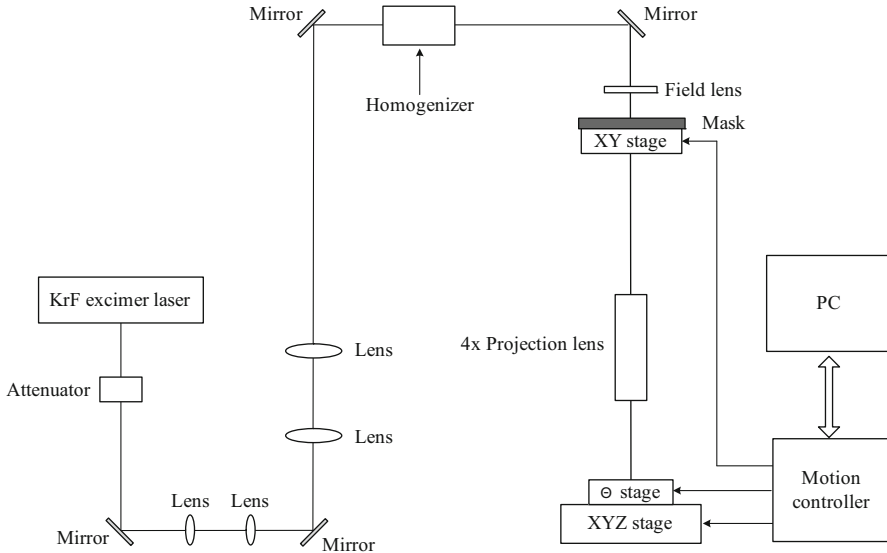 Mirror
Mirror
Homogenizer
Field lens
Mask
XY stage
KrF excimer laser
PC
Lens
4x Projection lens
Attenuator
Lens
Motion
controller
Lens
Lens
Θ stage
XYZ stage
Mirror
Mirror